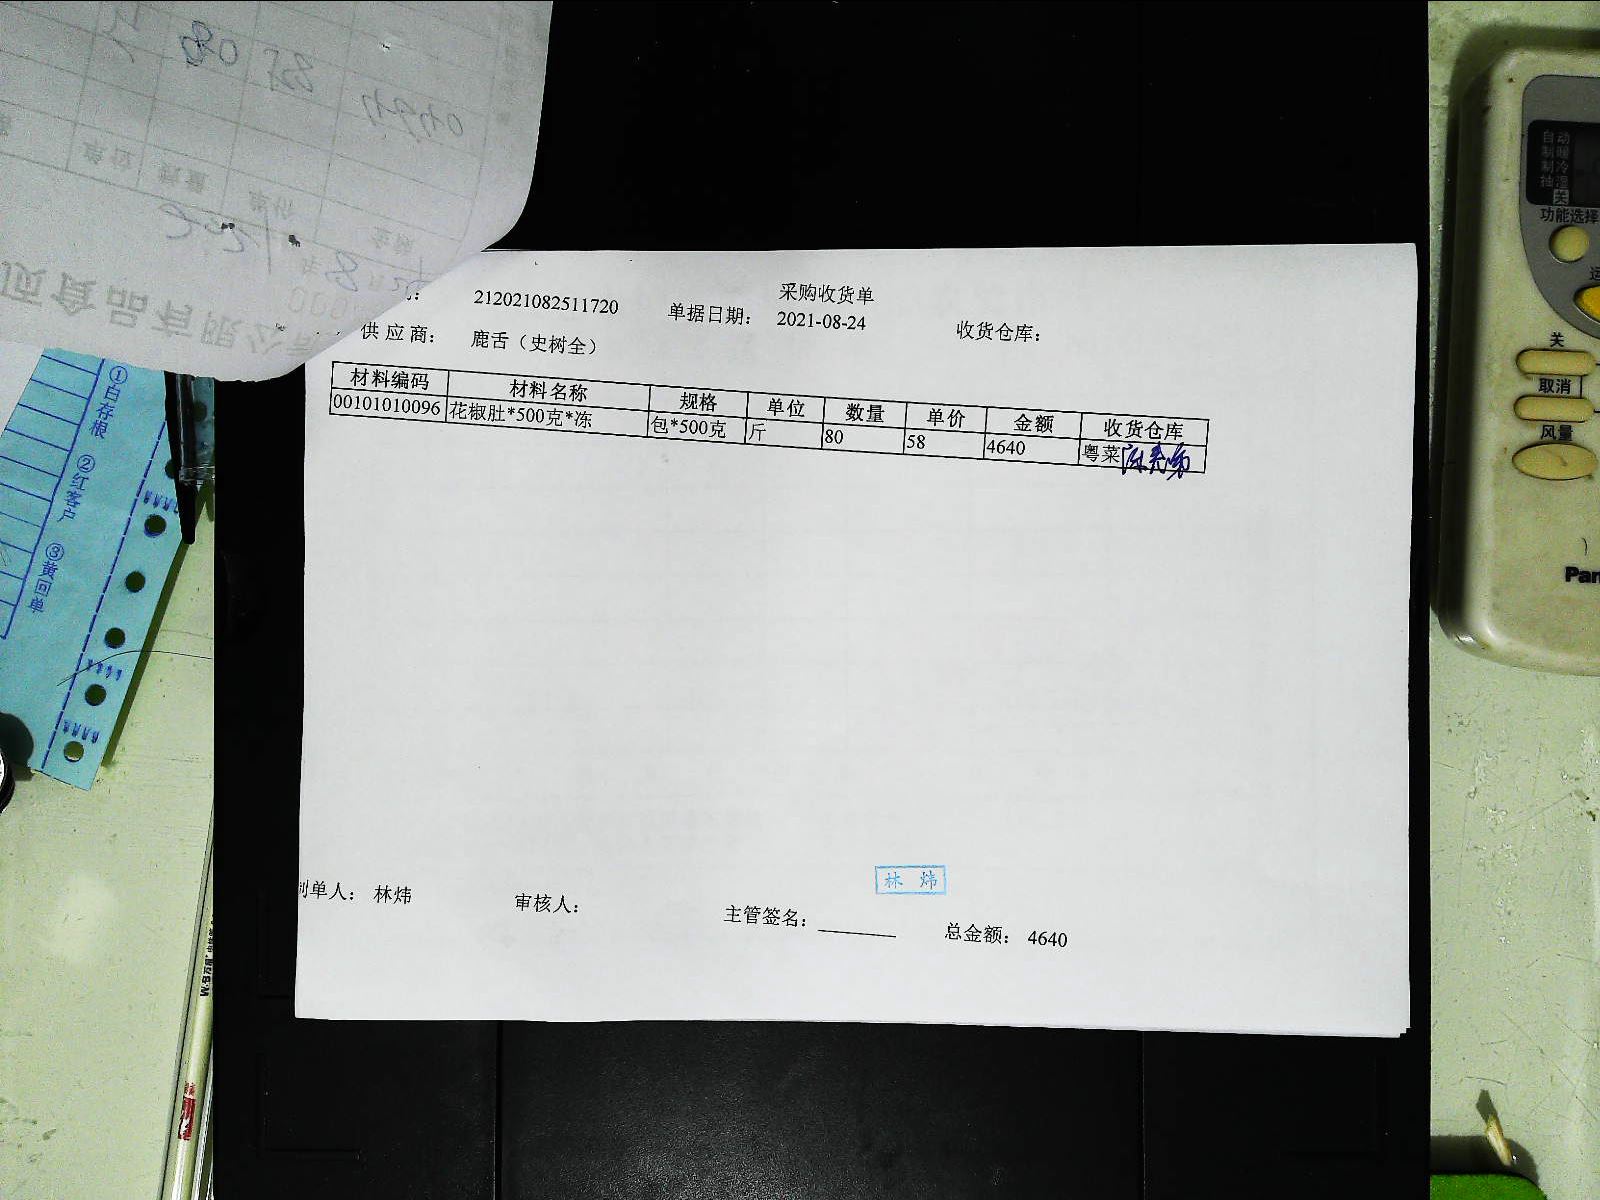 采购收货单
212021082511720 单据日期： 2021-08-24 收货仓库：
供 应 商： 鹿舌（史树全）
材料编码 材料名称 规格 单位 数量 单价 金额 收货仓库
00101010096 花椒肚*500克*冻 包*500克 斤 80 58 4640 粤菜
林 炜
制单人： 林炜 审核人： 主管签名： 总金额： 4640
①白存根 ②红客户 ③黄回单
自动
制暖
制冷
抽湿
关
功能选择
关
取消
风量
Pan